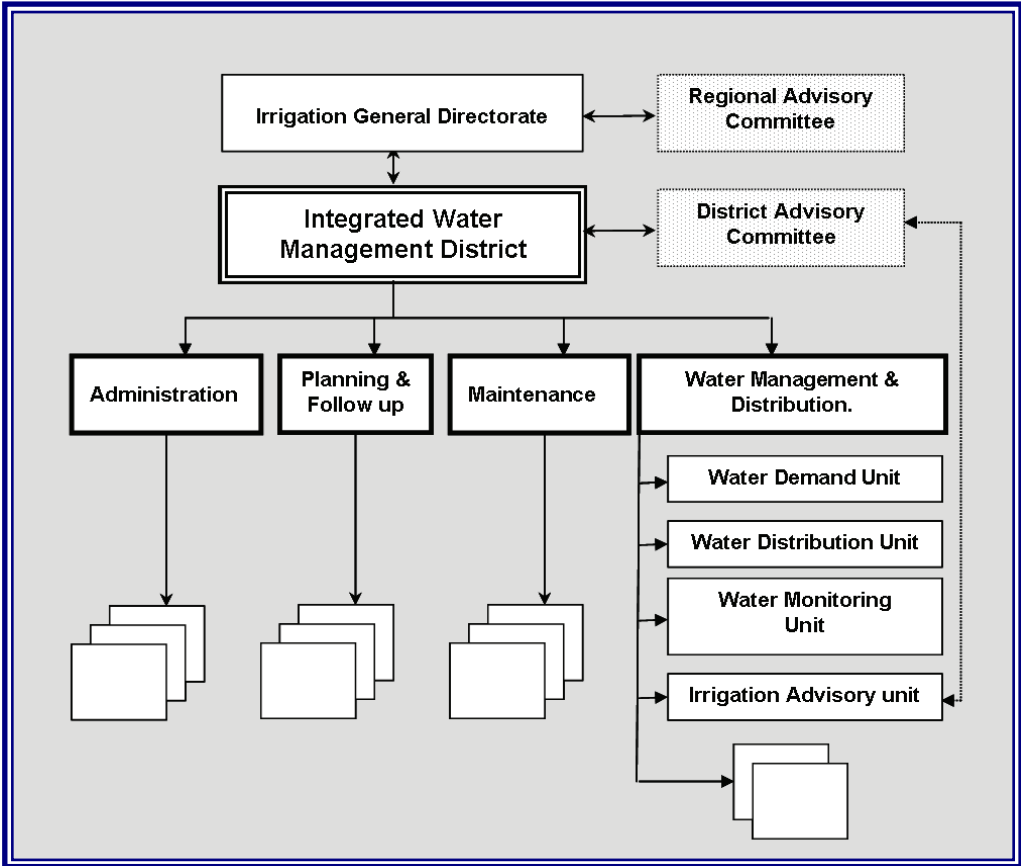 Irrigation General Directorate
Regional Advisory
Committee
Integrated Water
Management District
District Advisory
Committee
Administration
Planning &
Follow up
Maintenance
Water Management &
Distribution.
Water Demand Unit
Water Distribution Unit
Water Monitoring
Unit
Irrigation Advisory unit